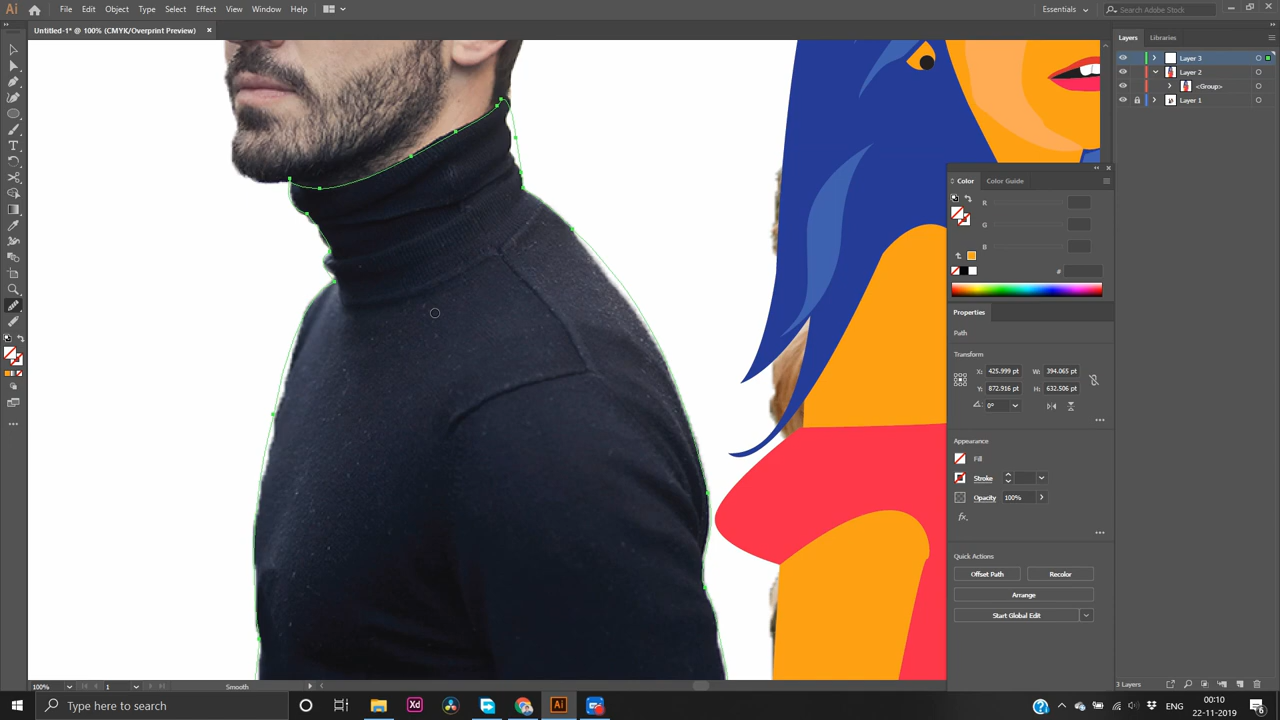 Ai File Edit Object Type Select Effect View Window Help Essentials Search Adobe Stock
Untitled-1* @ 100% (CMYK/Overprint Preview) ×
Layers Libraries
Layer 3
Layer 2
<Group>
Layer 1
Color Color Guide
R
G
B
#
Properties
Path
Transform
X: 425.999 pt W: 394.065 pt
Y: 872.916 pt H: 632.506 pt
0°
Appearance
Fill
Stroke
Opacity 100%
fx.
Quick Actions
Offset Path Recolor
Arrange
Start Global Edit
100% 1 Smooth 3 Layers
Type here to search Xd Ai 00:10
22-11-2019